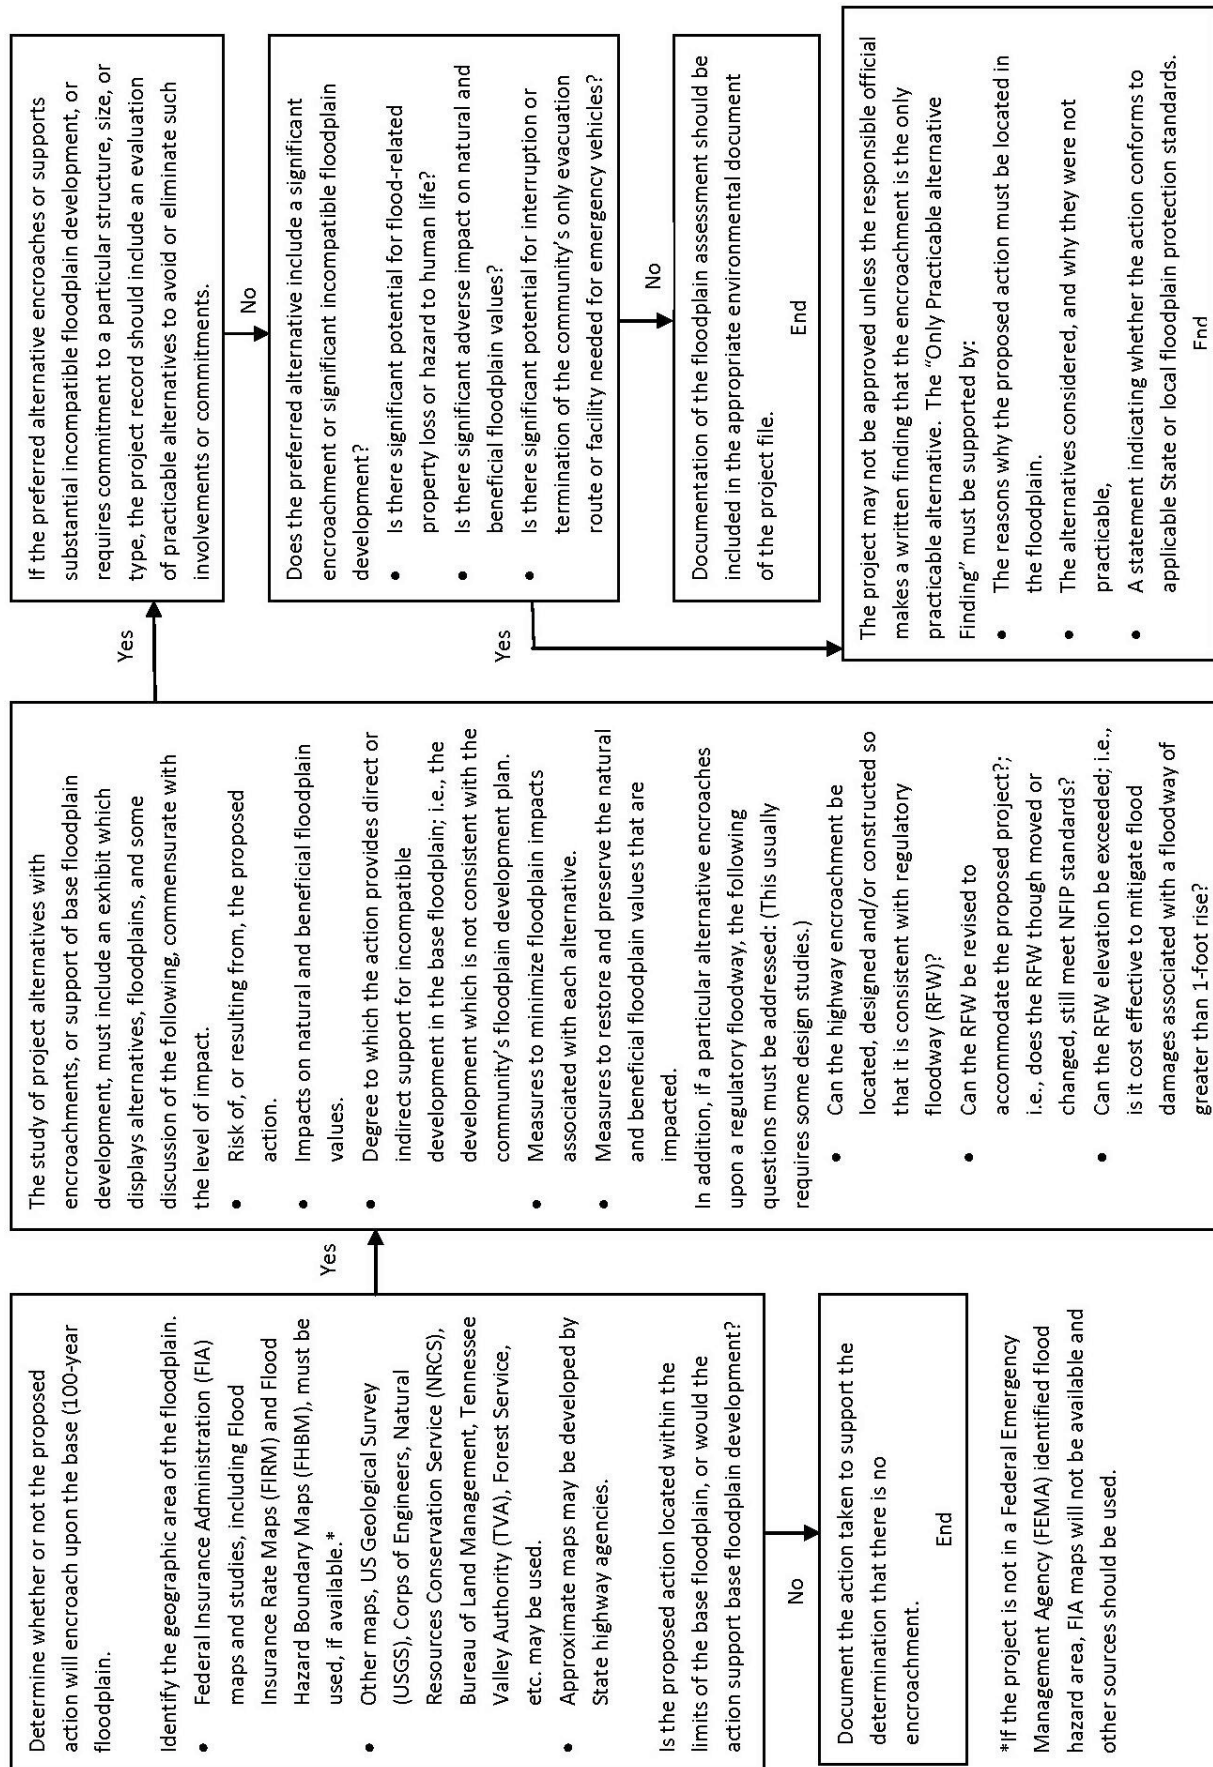 Determine whether or not the proposed
action will encroach upon the base (100-year
floodplain.
Identify the geographic area of the floodplain.
• Federal Insurance Administration (FIA)
maps and studies, including Flood
Insurance Rate Maps (FIRM) and Flood
Hazard Boundary Maps (FHBM), must be
used, if available.*
• Other maps, US Geological Survey
(USGS), Corps of Engineers, Natural
Resources Conservation Service (NRCS),
Bureau of Land Management, Tennessee
Valley Authority (TVA), Forest Service,
etc. may be used.
• Approximate maps may be developed by
State highway agencies.
Is the proposed action located within the
limits of the base floodplain, or would the
action support base floodplain development?
No
Document the action taken to support the
determination that there is no
encroachment.
End
*If the project is not in a Federal Emergency
Management Agency (FEMA) identified flood
hazard area, FIA maps will not be available and
other sources should be used.
Yes
The study of project alternatives with
encroachments, or support of base floodplain
development, must include an exhibit which
displays alternatives, floodplains, and some
discussion of the following, commensurate with
the level of impact.
• Risk of, or resulting from, the proposed
action.
• Impacts on natural and beneficial floodplain
values.
• Degree to which the action provides direct or
indirect support for incompatible
development in the base floodplain; i.e., the
development which is not consistent with the
community's floodplain development plan.
• Measures to minimize floodplain impacts
associated with each alternative.
• Measures to restore and preserve the natural
and beneficial floodplain values that are
impacted.
In addition, if a particular alternative encroaches
upon a regulatory floodway, the following
questions must be addressed: (This usually
requires some design studies.)
• Can the highway encroachment be
located, designed and/or constructed so
that it is consistent with regulatory
floodway (RFW)?
• Can the RFW be revised to
accommodate the proposed project?;
i.e., does the RFW though moved or
changed, still meet NFIP standards?
• Can the RFW elevation be exceeded; i.e.,
is it cost effective to mitigate flood
damages associated with a floodway of
greater than 1-foot rise?
Yes
If the preferred alternative encroaches or supports
substantial incompatible floodplain development, or
requires commitment to a particular structure, size, or
type, the project record should include an evaluation
of practicable alternatives to avoid or eliminate such
involvements or commitments.
No
Does the preferred alternative include a significant
encroachment or significant incompatible floodplain
development?
• Is there significant potential for flood-related
property loss or hazard to human life?
• Is there significant adverse impact on natural and
beneficial floodplain values?
• Is there significant potential for interruption or
termination of the community's only evacuation
route or facility needed for emergency vehicles?
Yes
No
Documentation of the floodplain assessment should be
included in the appropriate environmental document
of the project file.
End
The project may not be approved unless the responsible official
makes a written finding that the encroachment is the only
practicable alternative. The "Only Practicable alternative
Finding" must be supported by:
• The reasons why the proposed action must be located in
the floodplain.
• The alternatives considered, and why they were not
practicable,
• A statement indicating whether the action conforms to
applicable State or local floodplain protection standards.
End